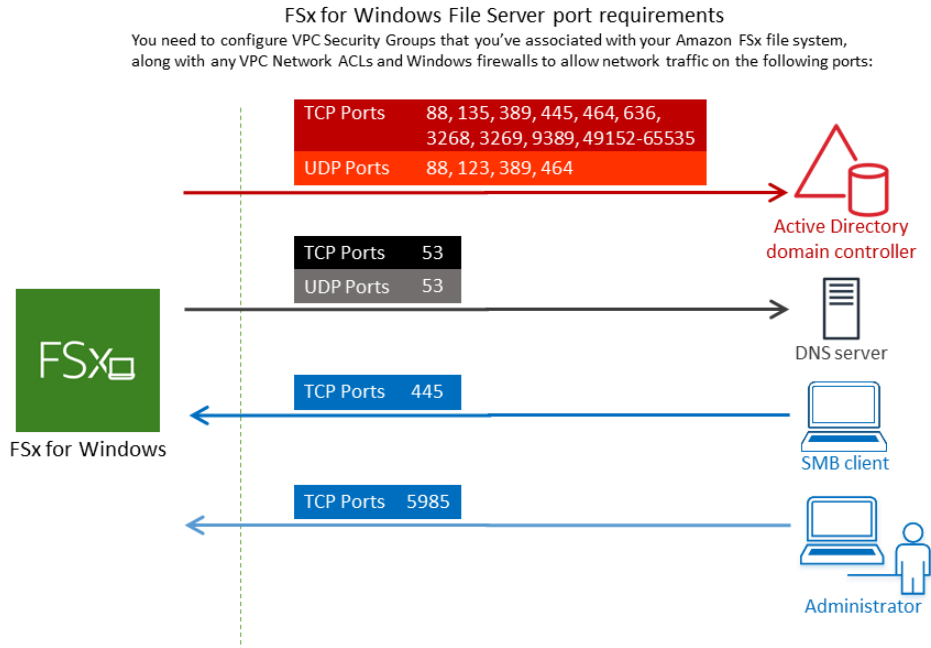 FSx for Windows File Server port requirements
You need to configure VPC Security Groups that you've associated with your Amazon FSx file system,
along with any VPC Network ACLs and Windows firewalls to allow network traffic on the following ports:
TCP Ports 88, 135, 389, 445, 464, 636,
3268, 3269, 9389, 49152-65535
UDP Ports 88, 123, 389, 464
Active Directory
domain controller
TCP Ports 53
UDP Ports 53
DNS server
FSx
FSx for Windows
TCP Ports 445
SMB client
TCP Ports 5985
Administrator